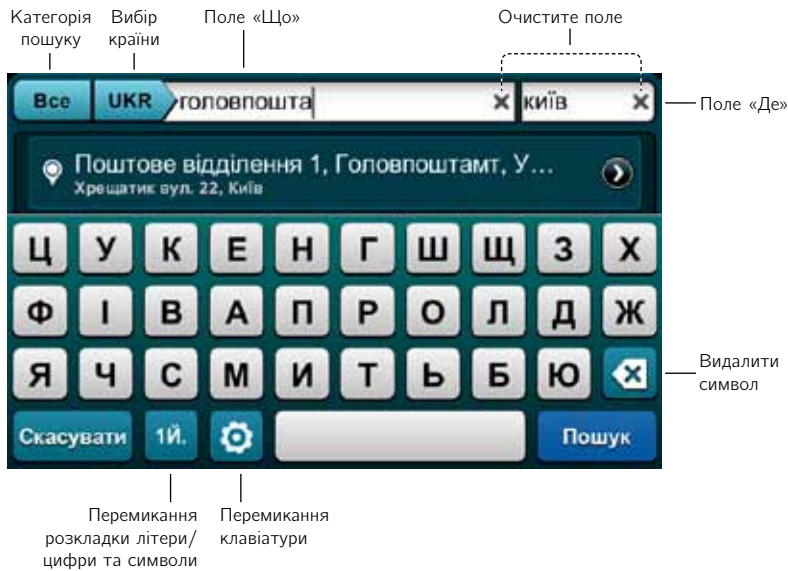 Категорія
пошуку
Вибір
країни
Поле «Що»
Очистите поле
Все
UKR
головпошта
київ
Поле «Де»
Поштове відділення 1, Головпоштамт, У...
Хрещатик вул. 22, Київ
Ц У К Е Н Г Ш Щ З Х
Ф І В А П Р О Л Д Ж
Я Ч С М И Т Ь Б Ю
Видалити
символ
Скасувати
1Й.
Пошук
Перемикання
розкладки літери/
цифри та символи
Перемикання
клавіатури